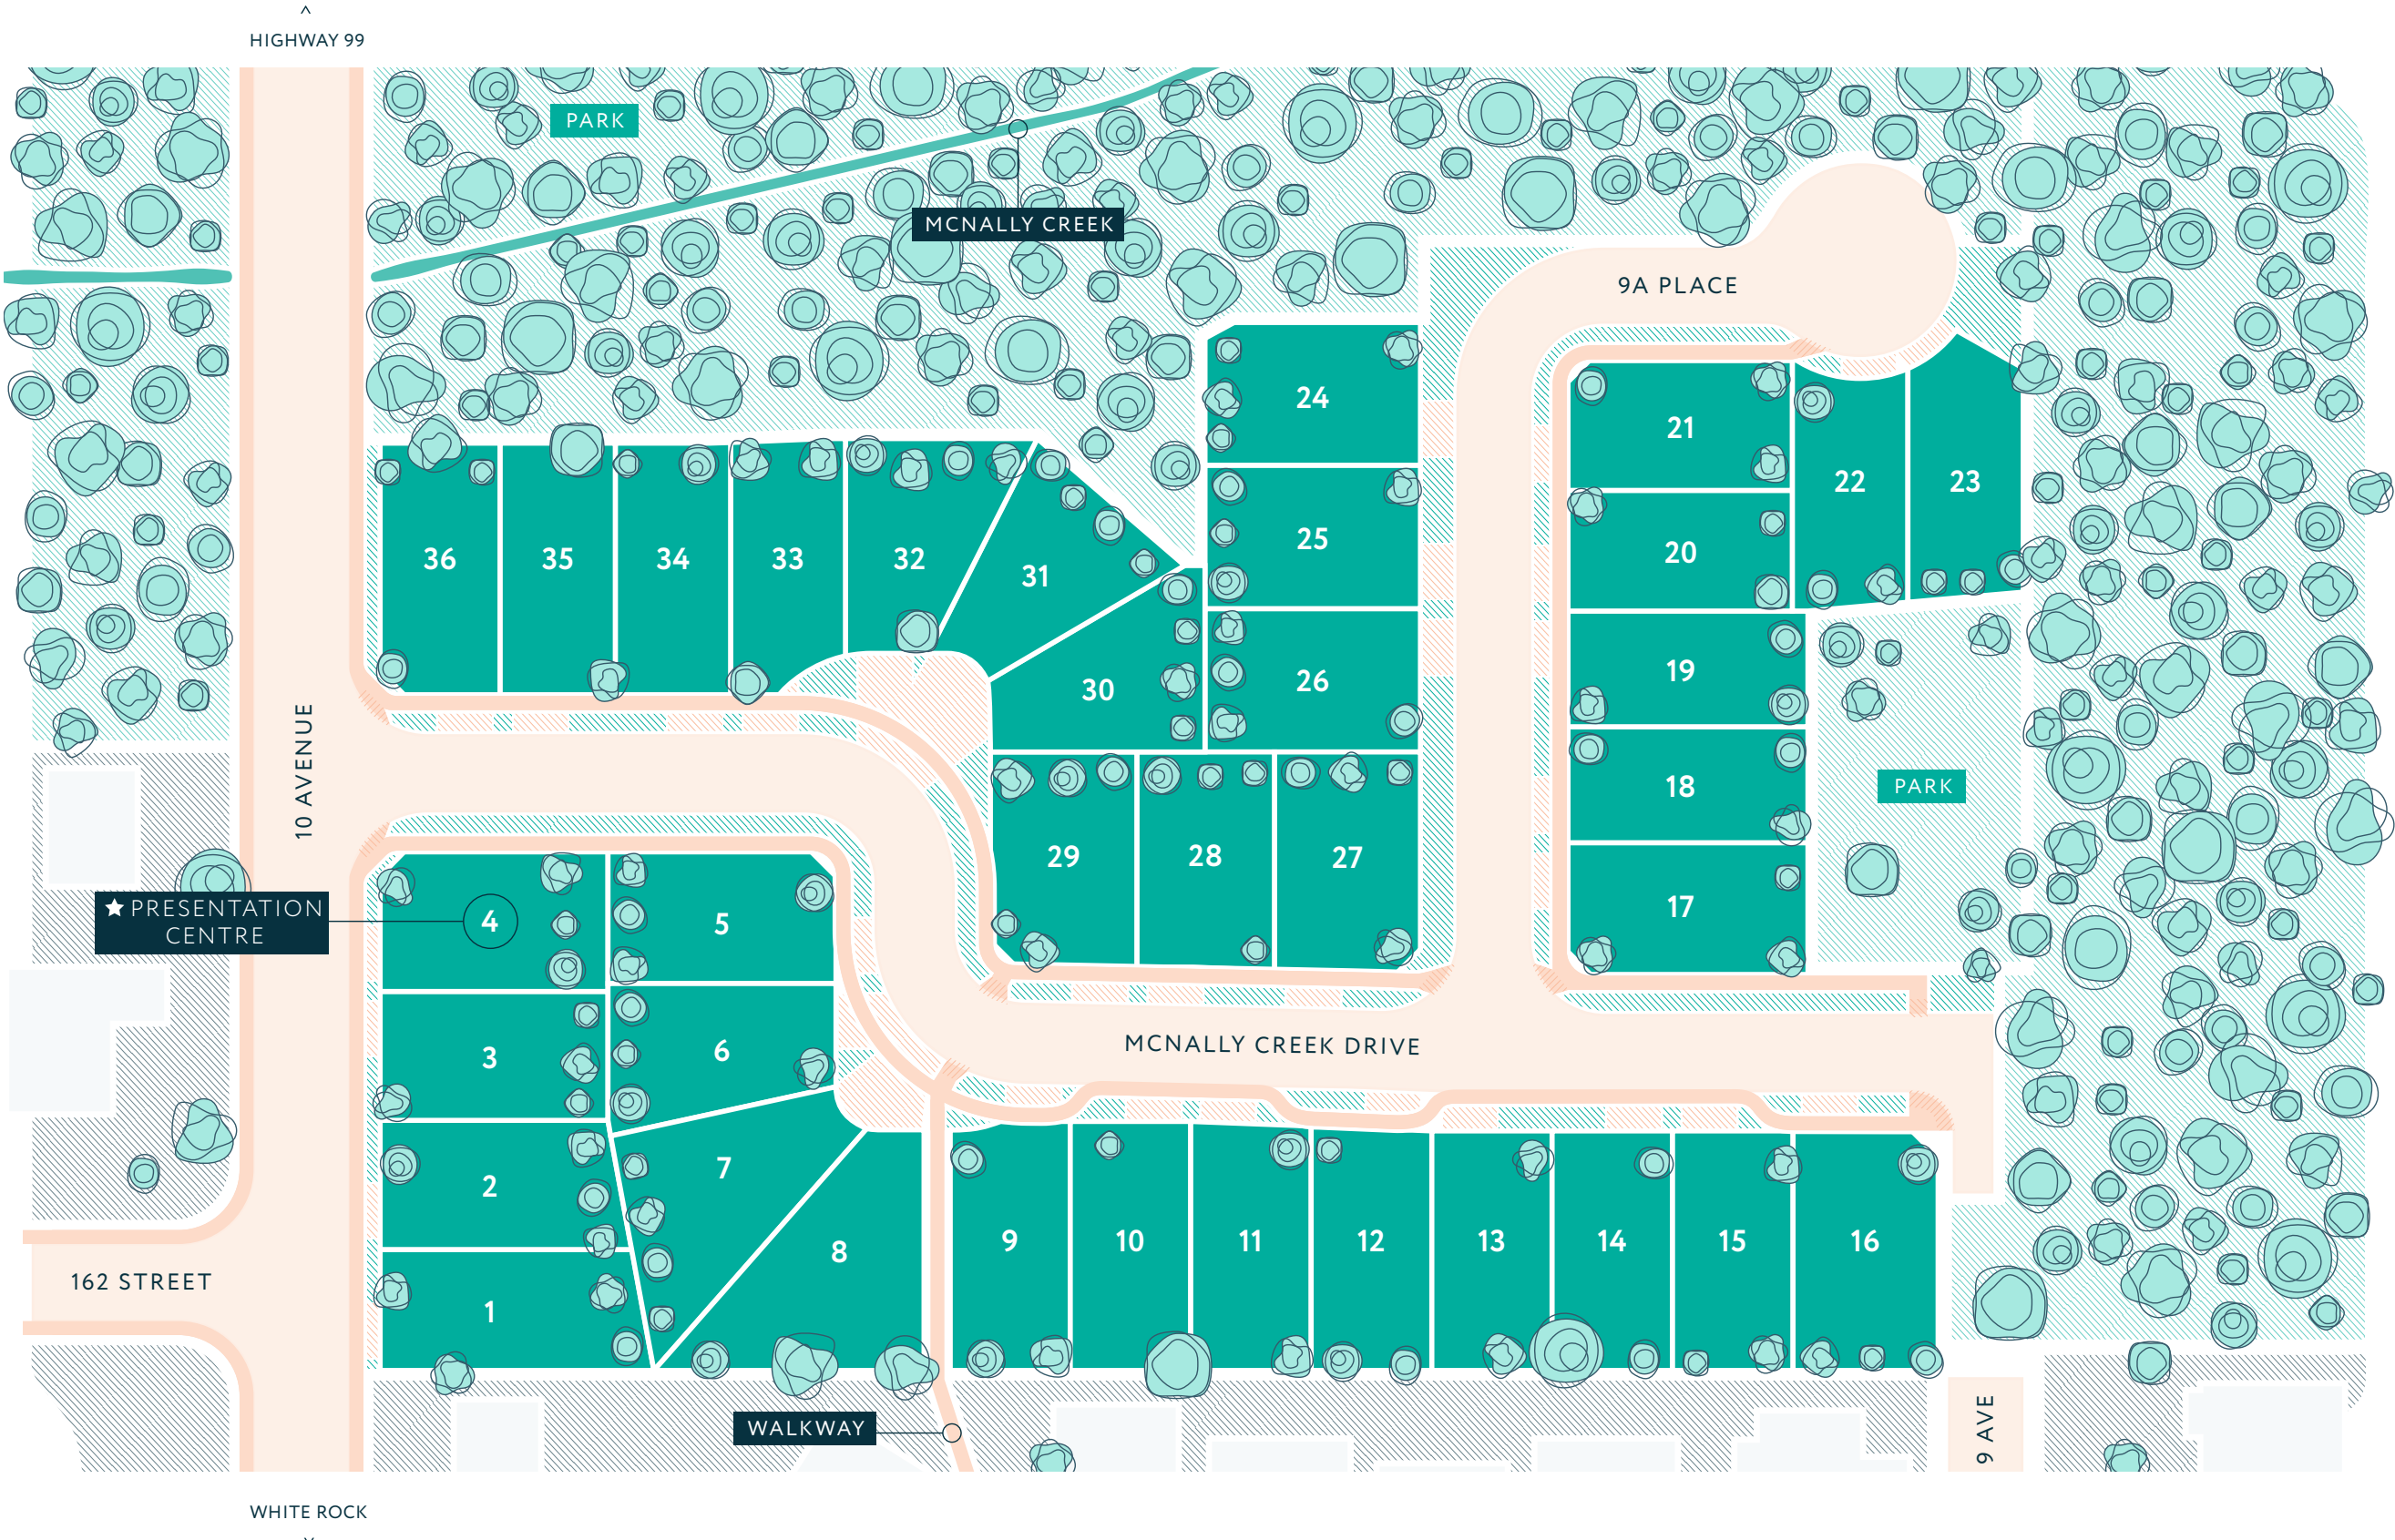 HIGHWAY 99
PARK
MCNALLY CREEK
9A PLACE
24
21
22
23
25
20
36
35
34
33
32
31
30
26
19
18
PARK
10 AVENUE
29
28
27
17
★ PRESENTATION
CENTRE
4
5
3
6
MCNALLY CREEK DRIVE
2
7
8
9
10
11
12
13
14
15
16
162 STREET
1
WALKWAY
9 AVE
WHITE ROCK